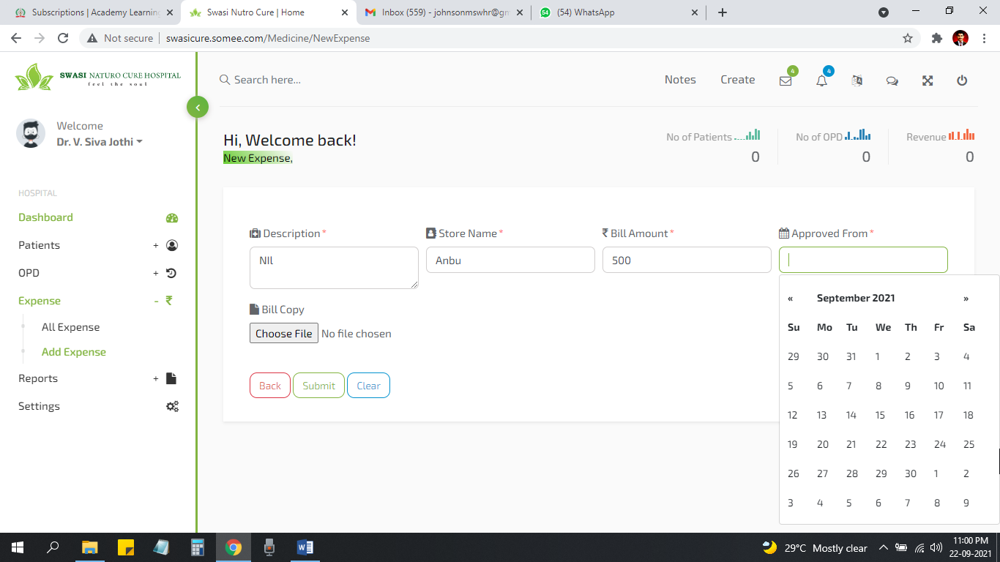 Subscriptions | Academy Learning
Swasi Nutro Cure | Home
Inbox (559) - johnsonmswhr@gm
(54) WhatsApp
Not secure
swasicure.somee.com/Medicine/NewExpense
SWASI NATURO CURE HOSPITAL
feel the soul
Search here...
Notes
Create
4
4
Welcome
Dr. V. Siva Jothi
Hi, Welcome back!
New Expense,
No of Patients
0
No of OPD
0
Revenue
0
HOSPITAL
Dashboard
Patients +
OPD +
Expense - ₹
All Expense
Add Expense
Reports +
Settings
Description *
NIl
Store Name *
Anbu
₹ Bill Amount *
500
Approved From *
Bill Copy
Choose File No file chosen
Back Submit Clear
« September 2021 »
Su Mo Tu We Th Fr Sa
29 30 31 1 2 3 4
5 6 7 8 9 10 11
12 13 14 15 16 17 18
19 20 21 22 23 24 25
26 27 28 29 30 1 2
3 4 5 6 7 8 9
29°C Mostly clear
11:00 PM
22-09-2021